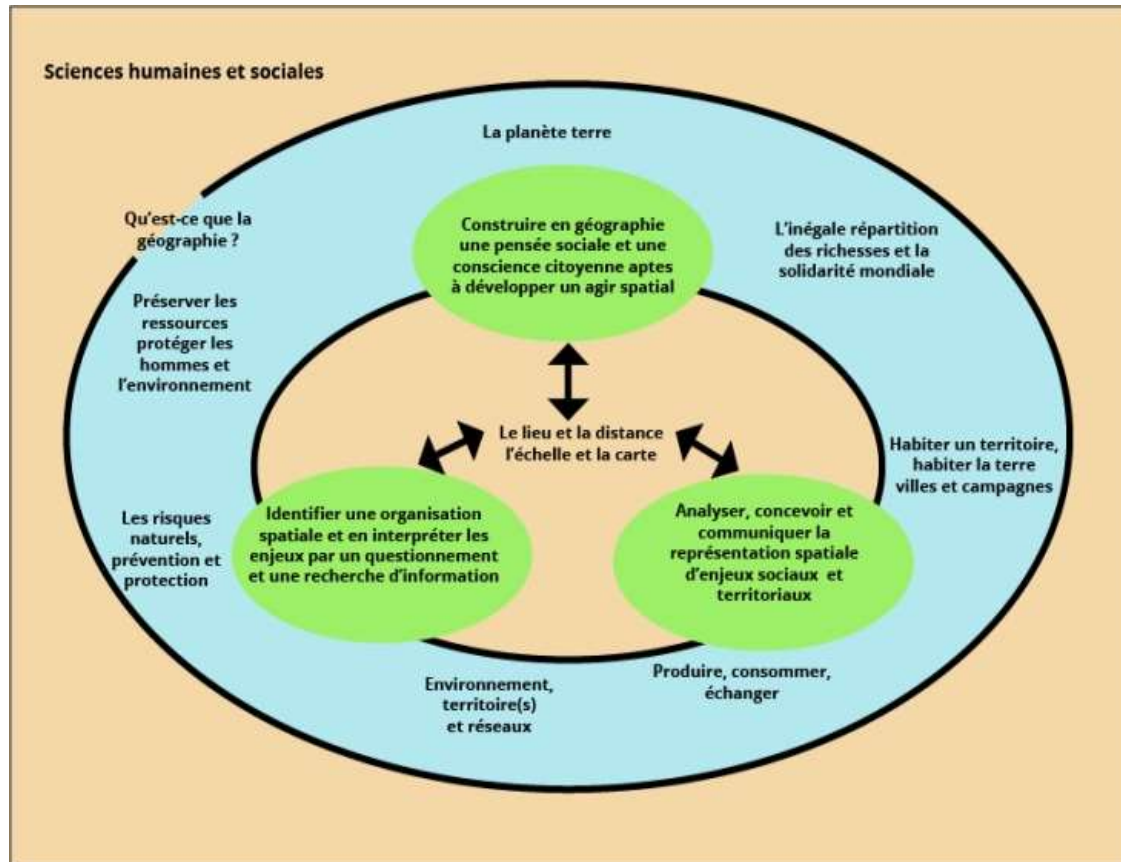 Sciences humaines et sociales
La planète terre
Qu'est-ce que la
géographie ?
Construire en géographie
une pensée sociale et une
conscience citoyenne aptes
à développer un agir spatial
L'inégale répartition
des richesses et la
solidarité mondiale
Préserver les
ressources
protéger les
hommes et
l'environnement
Le lieu et la distance
l'échelle et la carte
Habiter un territoire,
habiter la terre
villes et campagnes
Les risques
naturels,
prévention et
protection
Identifier une organisation
spatiale et en interpréter les
enjeux par un questionnement
et une recherche d'information
Analyser, concevoir et
communiquer la
représentation spatiale
d'enjeux sociaux et
territoriaux
Environnement,
territoire(s)
et réseaux
Produire, consommer,
échanger